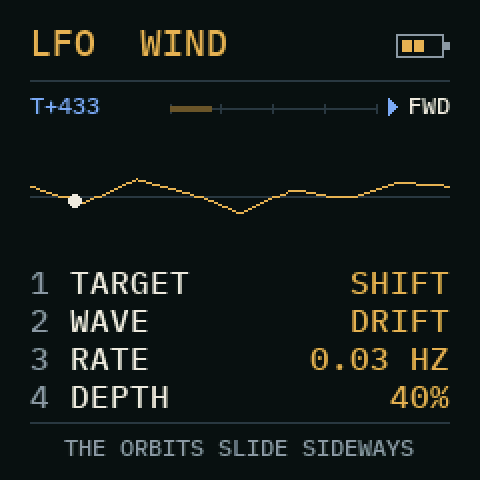 LFO WIND
T+433 FWD
1 TARGET SHIFT
2 WAVE DRIFT
3 RATE 0.03 HZ
4 DEPTH 40%
THE ORBITS SLIDE SIDEWAYS